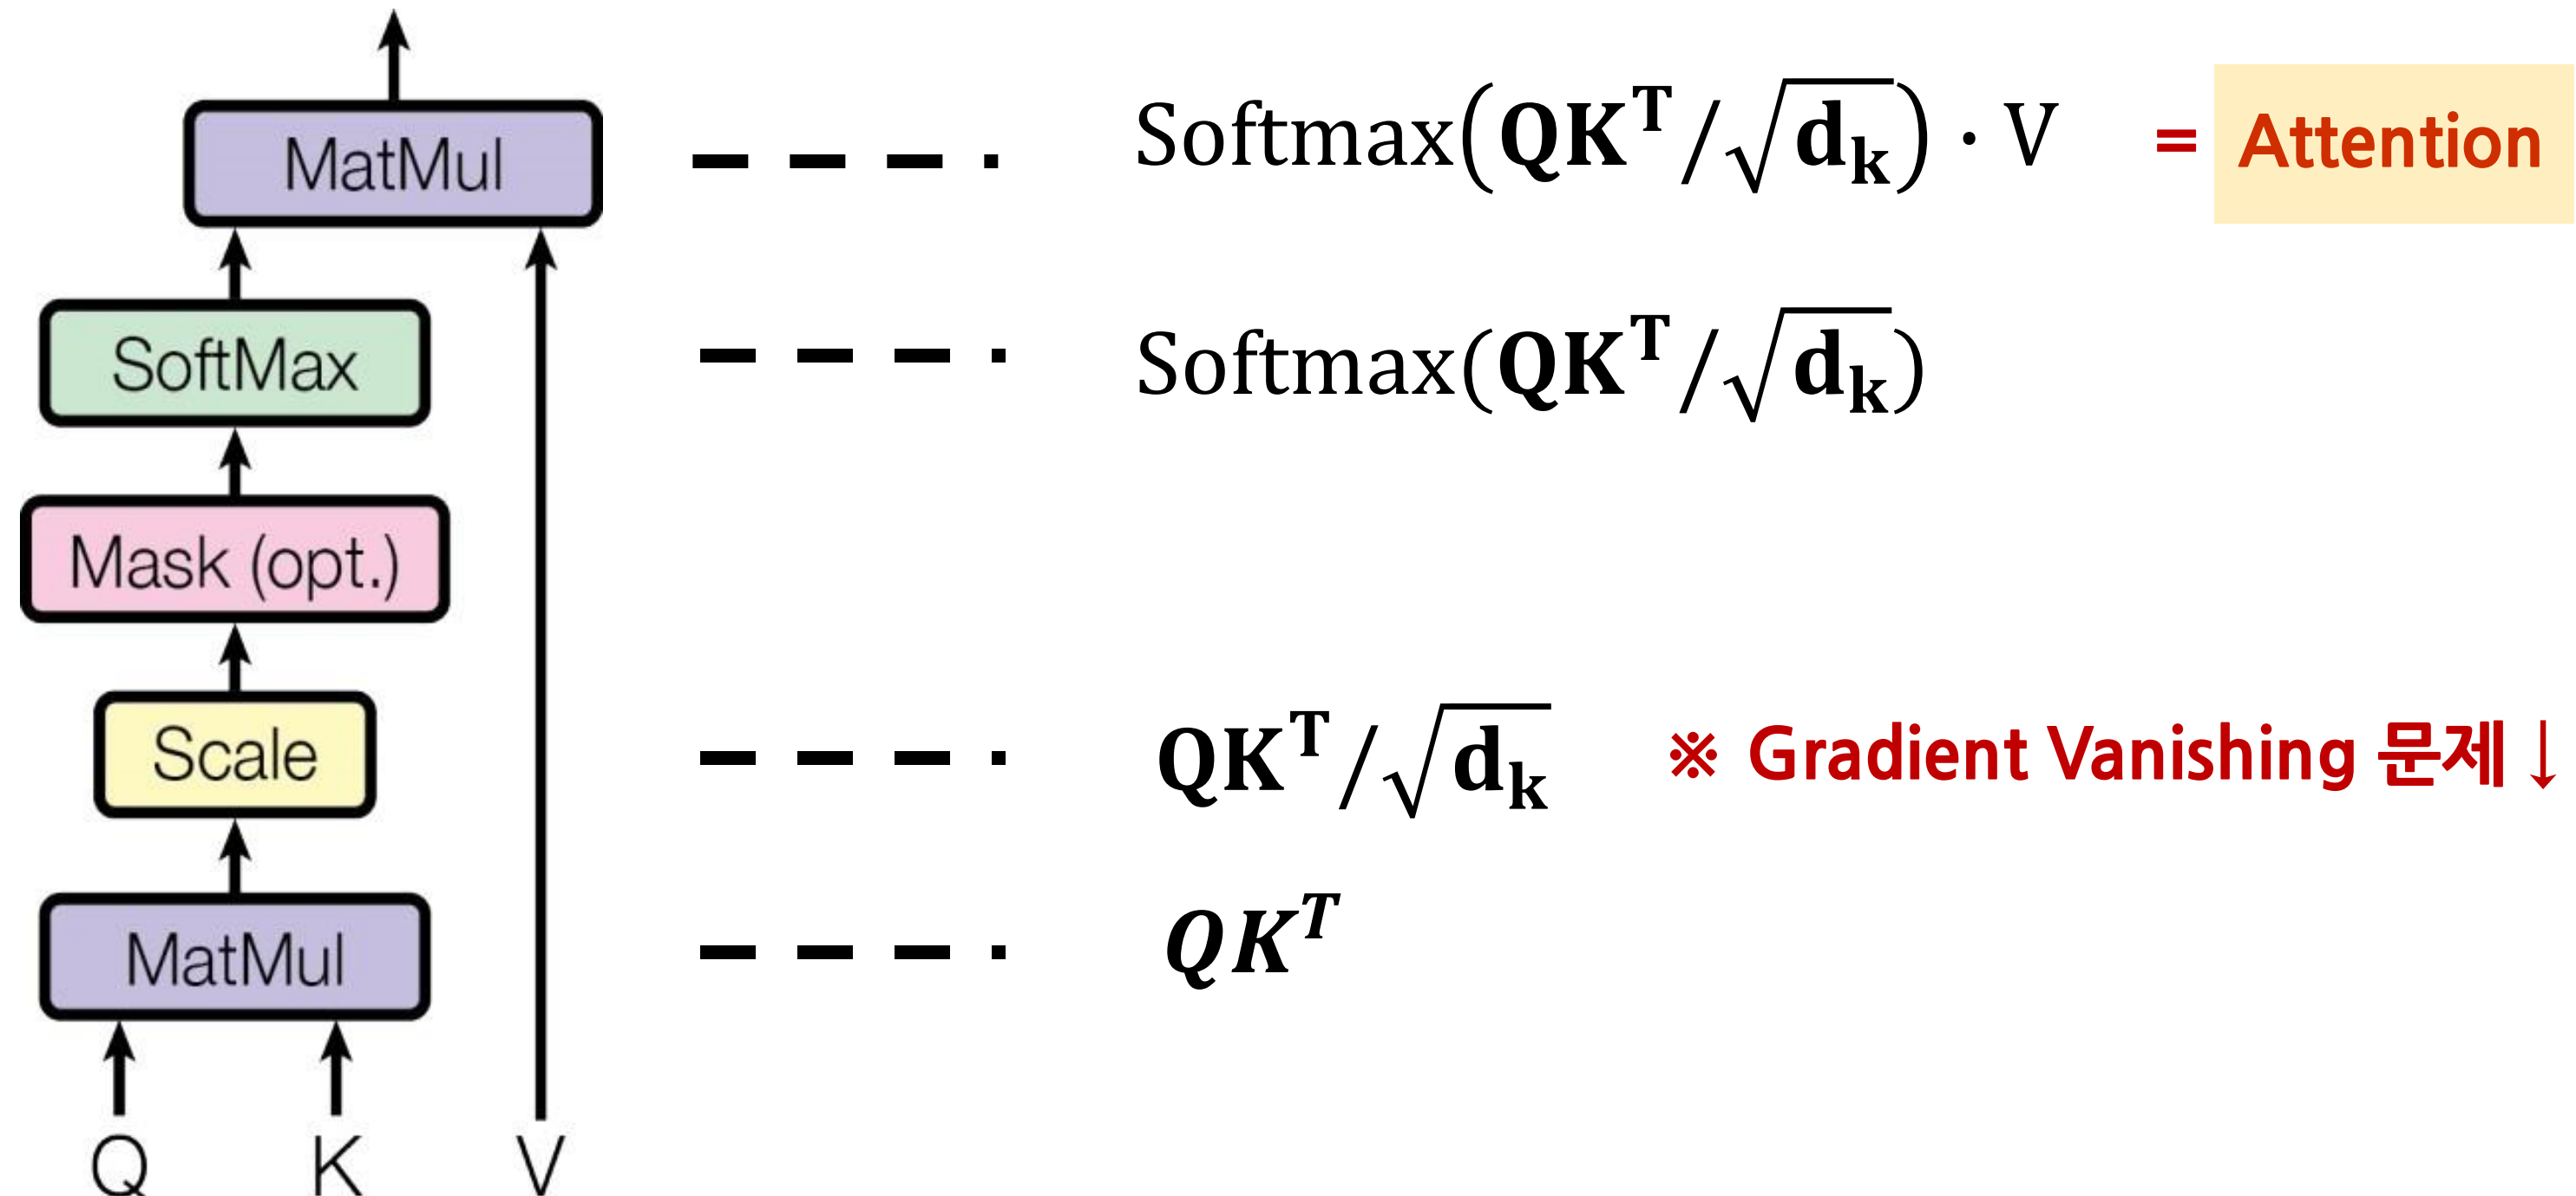 MatMul
Softmax(QK^T/√d_k) · V = Attention
SoftMax
Softmax(QK^T/√d_k)
Mask (opt.)
Scale
QK^T/√d_k ※ Gradient Vanishing 문제↓
MatMul
QK^T
Q K V